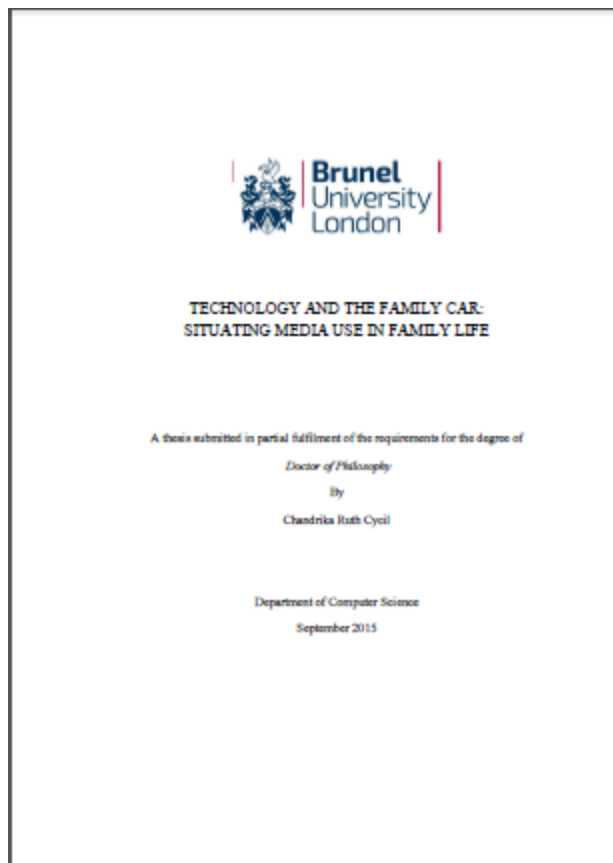 Brunel
University
London
TECHNOLOGY AND THE FAMILY CAR:
SITUATING MEDIA USE IN FAMILY LIFE
A thesis submitted in partial fulfilment of the requirements for the degree of
Doctor of Philosophy
By
Chandrika Ruth Cycil
Department of Computer Science
September 2015